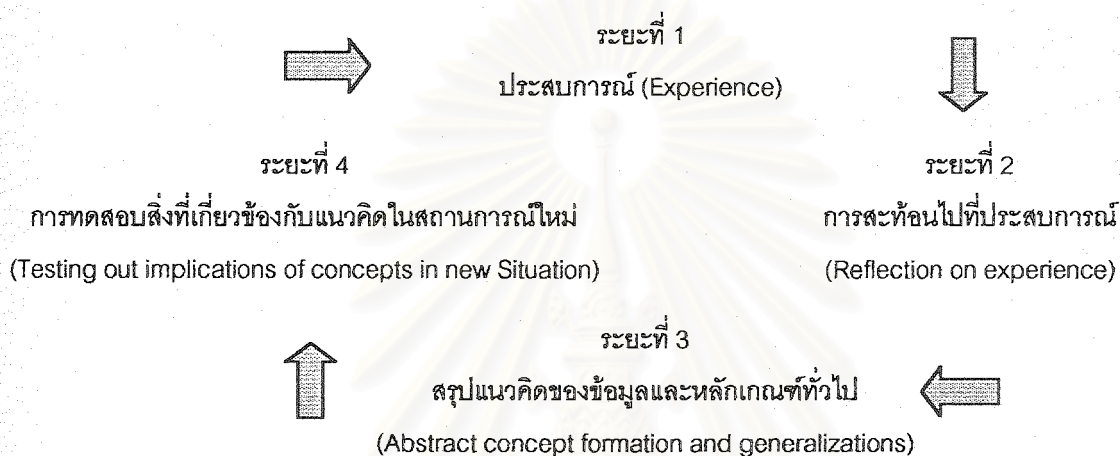 ระยะที่ 1
ประสบการณ์ (Experience)
ระยะที่ 2
การสะท้อนไปที่ประสบการณ์
(Reflection on experience)
ระยะที่ 3
สรุปแนวคิดของข้อมูลและหลักเกณฑ์ทั่วไป
(Abstract concept formation and generalizations)
ระยะที่ 4
การทดสอบสิ่งที่เกี่ยวข้องกับแนวคิดในสถานการณ์ใหม่
(Testing out implications of concepts in new Situation)